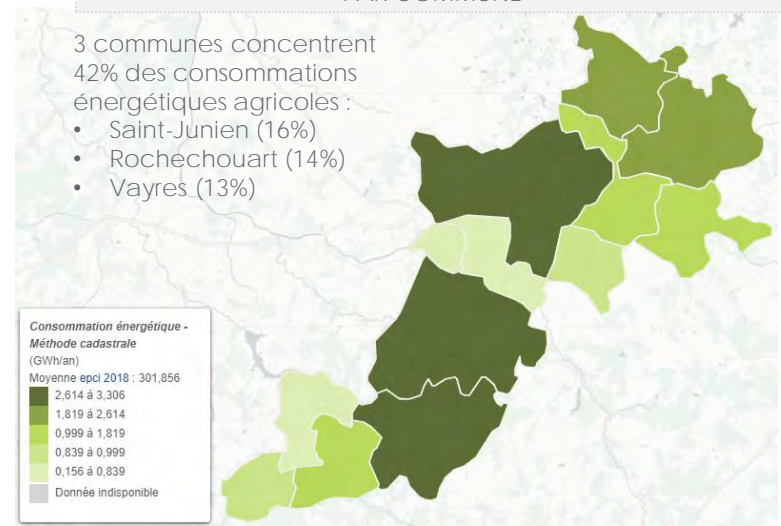 PAR COMMUNE
3 communes concentrent
42% des consommations
énergétiques agricoles :
• Saint-Junien (16%)
• Rochechouart (14%)
• Vayres (13%)
Consommation énergétique -
Méthode cadastrale
(GWh/an)
Moyenne epci 2018 : 301,856
2,614 à 3,306
1,819 à 2,614
0,999 à 1,819
0,839 à 0,999
0,156 à 0,839
Donnée indisponible